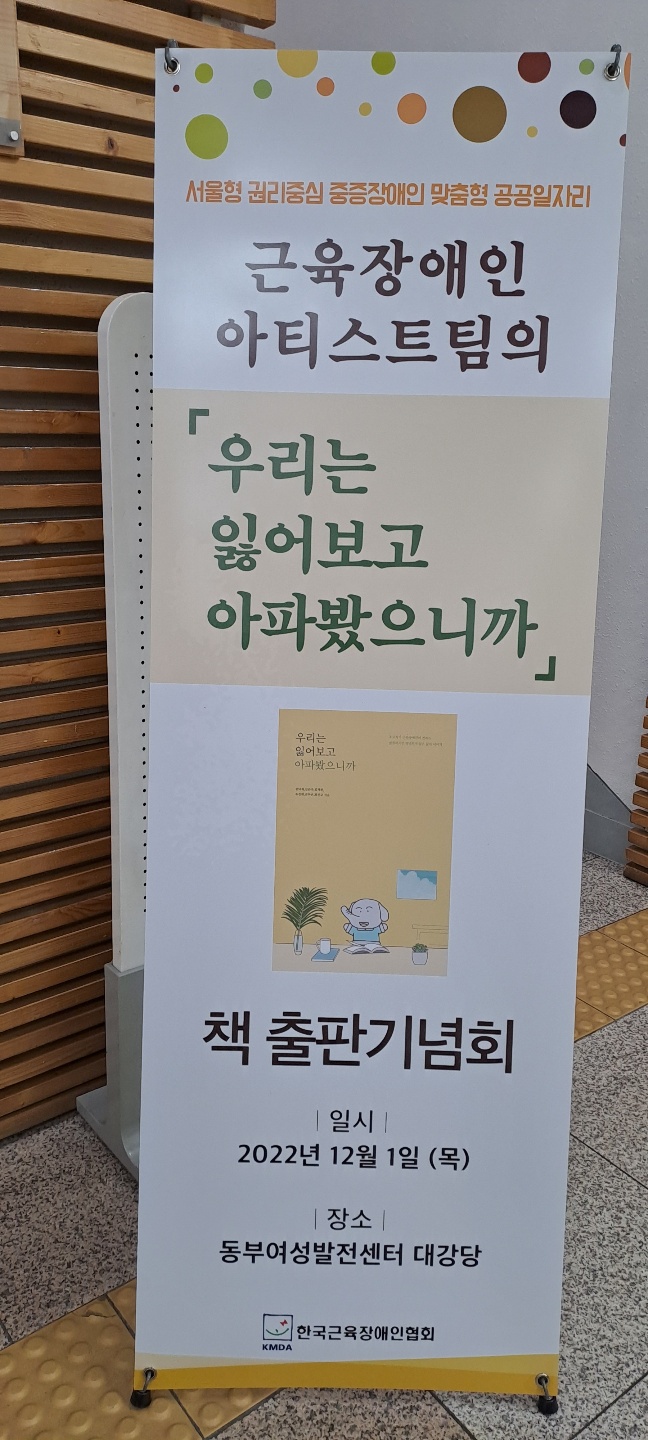 서울형 권리중심 중증장애인 맞춤형 공공일자리
근육장애인
아티스트팀의
「우리는
잃어보고
아파봤으니까」
우리는
잃어보고
아파봤으니까
책 출판기념회
| 일시 |
2022년 12월 1일 (목)
| 장소 |
동부여성발전센터 대강당
KMDA
한국근육장애인협회